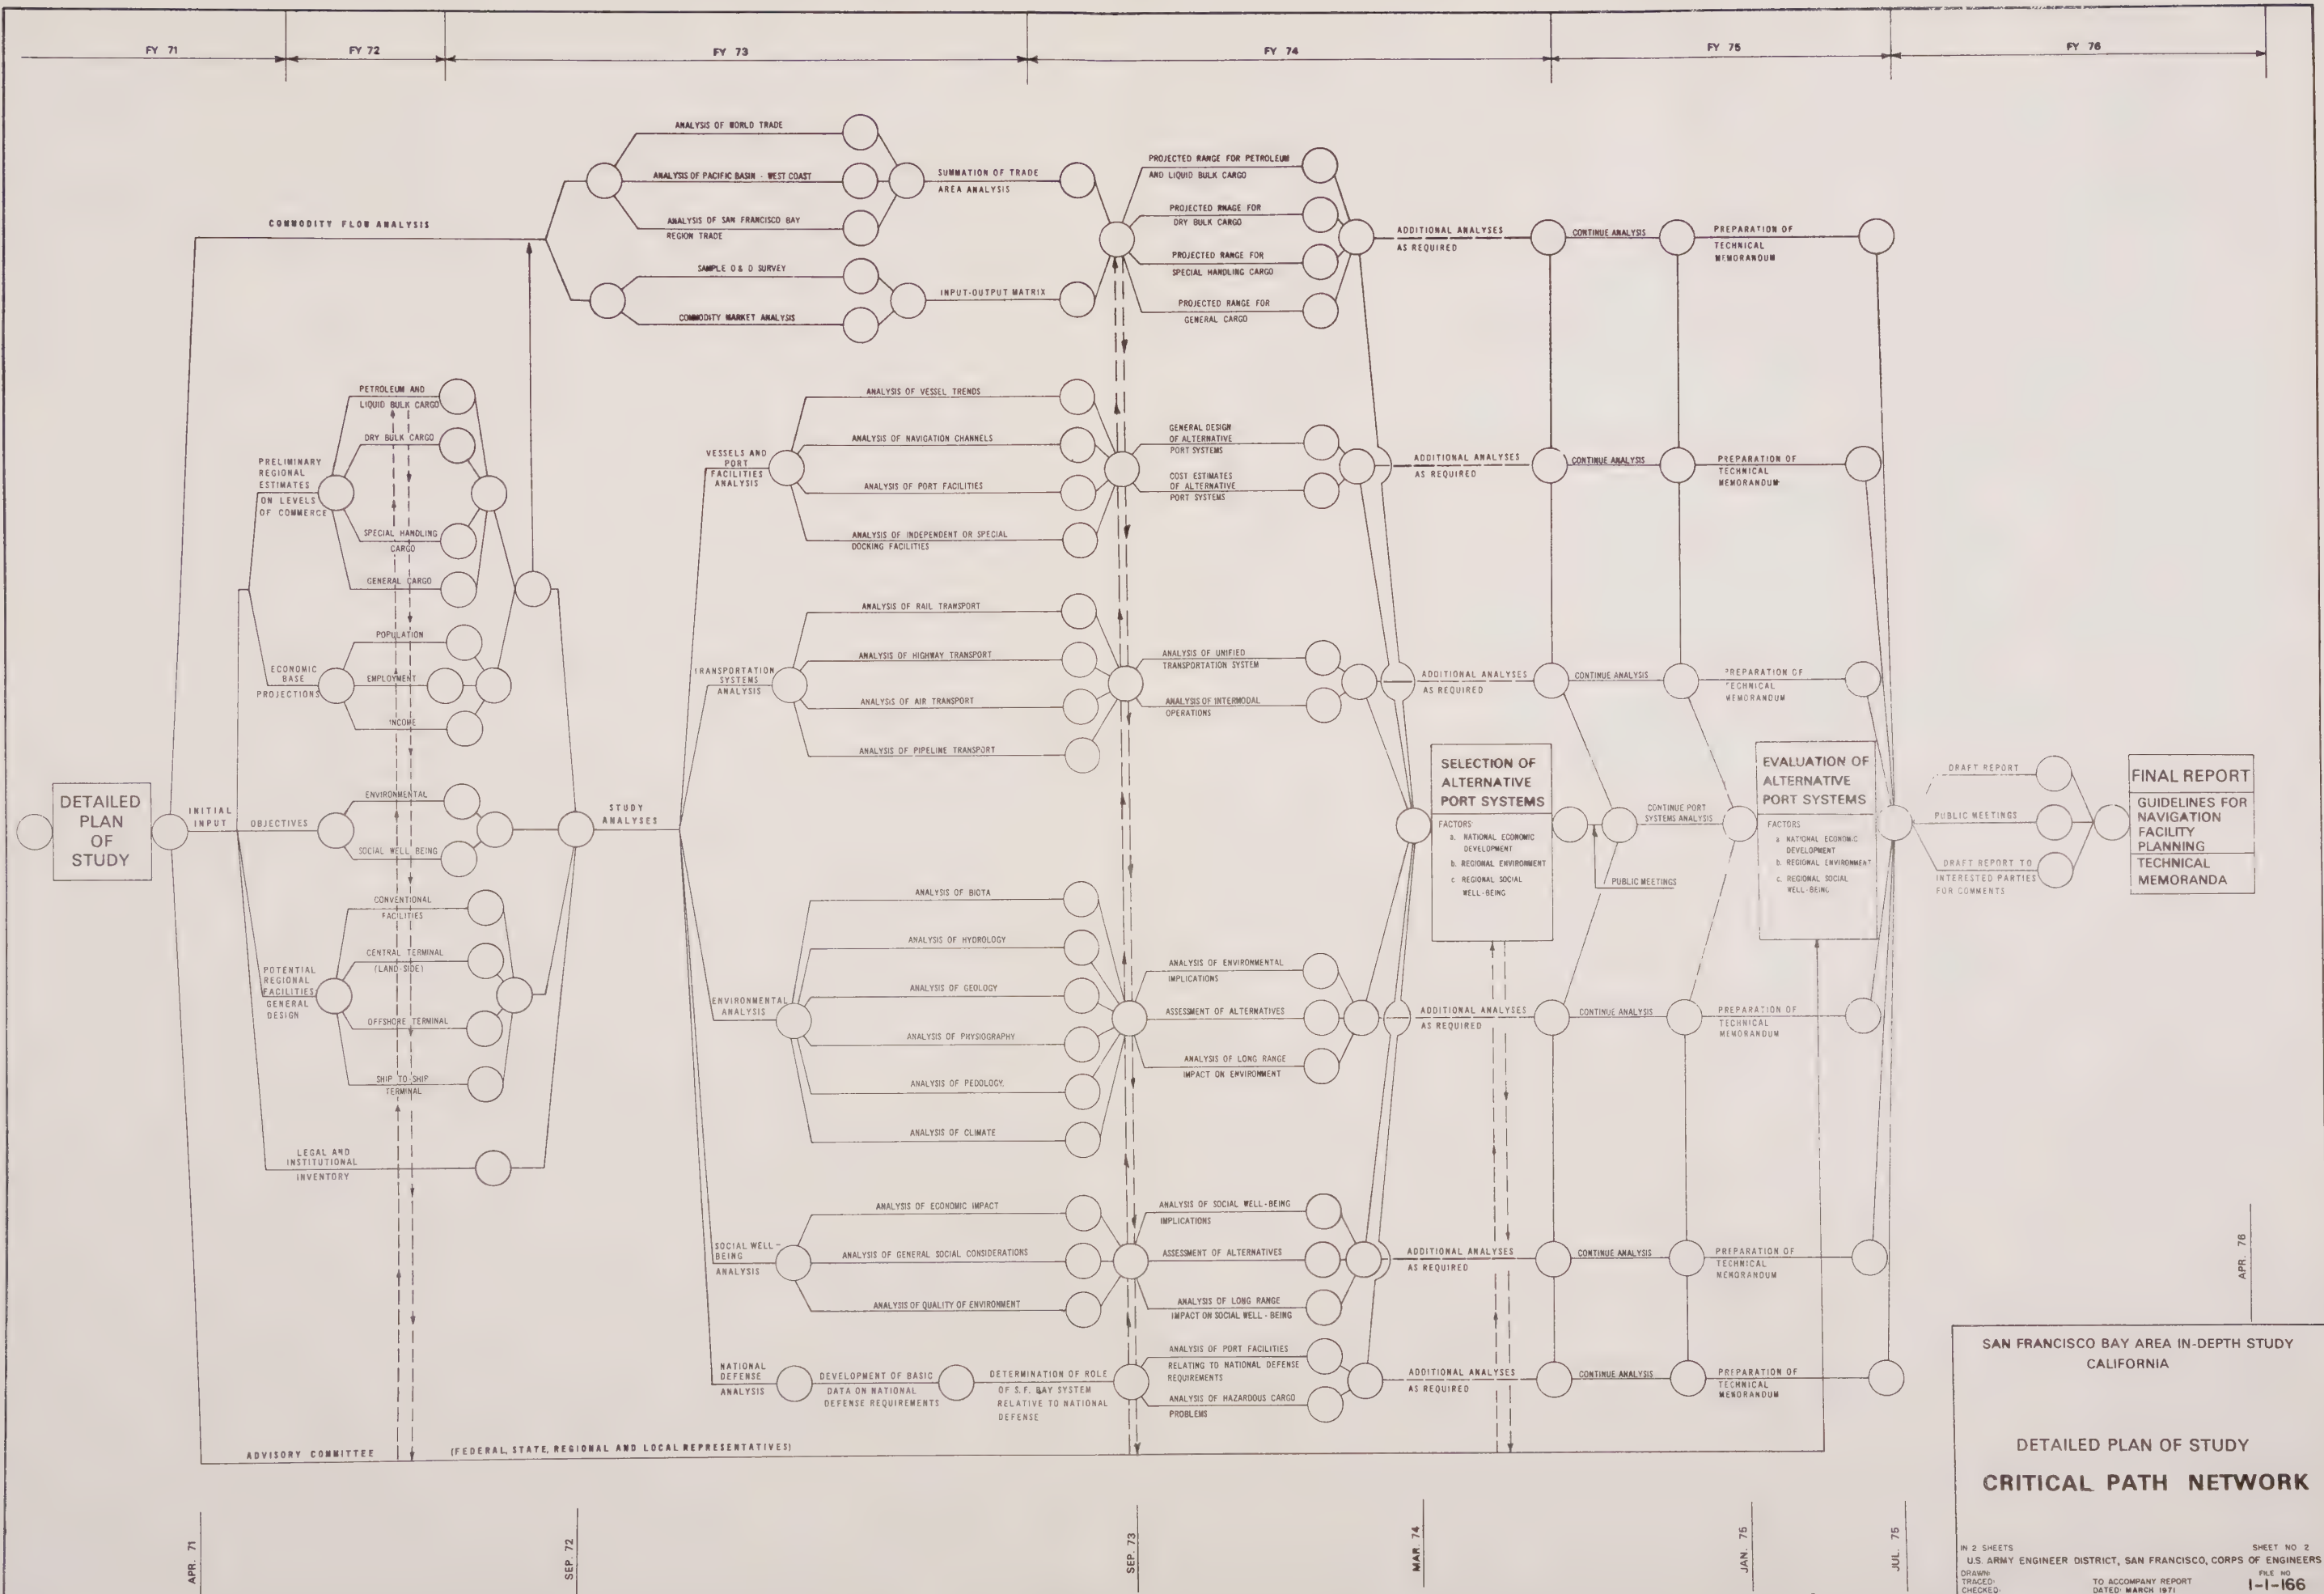 FY 71
FY 72
FY 73
FY 74
FY 75
FY 76
COMMODITY FLOW ANALYSIS
ANALYSIS OF WORLD TRADE
ANALYSIS OF PACIFIC BASIN - WEST COAST
ANALYSIS OF SAN FRANCISCO BAY
REGION TRADE
SAMPLE O & D SURVEY
COMMODITY MARKET ANALYSIS
SUMMATION OF TRADE
AREA ANALYSIS
INPUT-OUTPUT MATRIX
PROJECTED RANGE FOR PETROLEUM
AND LIQUID BULK CARGO
PROJECTED RNAGE FOR
DRY BULK CARGO
PROJECTED RANGE FOR
SPECIAL HANDLING CARGO
PROJECTED RANGE FOR
GENERAL CARGO
ADDITIONAL ANALYSES
AS REQUIRED
CONTINUE ANALYSIS
PREPARATION OF
TECHNICAL
MEMORANDUM
DETAILED
PLAN
OF
STUDY
INITIAL
INPUT
PRELIMINARY
REGIONAL
ESTIMATES
ON LEVELS
OF COMMERCE
PETROLEUM AND
LIQUID BULK CARGO
DRY BULK CARGO
SPECIAL HANDLING
CARGO
GENERAL CARGO
ECONOMIC
BASE
PROJECTIONS
POPULATION
EMPLOYMENT
INCOME
OBJECTIVES
ENVIRONMENTAL
SOCIAL WELL BEING
POTENTIAL
REGIONAL
FACILITIES
GENERAL
DESIGN
CONVENTIONAL
FACILITIES
CENTRAL TERMINAL
(LAND-SIDE)
OFFSHORE TERMINAL
SHIP TO SHIP
TERMINAL
LEGAL AND
INSTITUTIONAL
INVENTORY
STUDY
ANALYSES
VESSELS AND
PORT
FACILITIES
ANALYSIS
ANALYSIS OF VESSEL TRENDS
ANALYSIS OF NAVIGATION CHANNELS
ANALYSIS OF PORT FACILITIES
ANALYSIS OF INDEPENDENT OR SPECIAL
DOCKING FACILITIES
GENERAL DESIGN
OF ALTERNATIVE
PORT SYSTEMS
COST ESTIMATES
OF ALTERNATIVE
PORT SYSTEMS
ADDITIONAL ANALYSES
AS REQUIRED
CONTINUE ANALYSIS
PREPARATION OF
TECHNICAL
MEMORANDUM
TRANSPORTATION
SYSTEMS
ANALYSIS
ANALYSIS OF RAIL TRANSPORT
ANALYSIS OF HIGHWAY TRANSPORT
ANALYSIS OF AIR TRANSPORT
ANALYSIS OF PIPELINE TRANSPORT
ANALYSIS OF UNIFIED
TRANSPORTATION SYSTEM
ANALYSIS OF INTERMODAL
OPERATIONS
ADDITIONAL ANALYSES
AS REQUIRED
CONTINUE ANALYSIS
PREPARATION OF
TECHNICAL
MEMORANDUM
SELECTION OF
ALTERNATIVE
PORT SYSTEMS
FACTORS:
a. NATIONAL ECONOMIC
DEVELOPMENT
b. REGIONAL ENVIRONMENT
c. REGIONAL SOCIAL
WELL-BEING
PUBLIC MEETINGS
CONTINUE PORT
SYSTEMS ANALYSIS
EVALUATION OF
ALTERNATIVE
PORT SYSTEMS
FACTORS
a. NATIONAL ECONOMIC
DEVELOPMENT
b. REGIONAL ENVIRONMENT
c. REGIONAL SOCIAL
WELL-BEING
DRAFT REPORT
PUBLIC MEETINGS
DRAFT REPORT TO
INTERESTED PARTIES
FOR COMMENTS
FINAL REPORT
GUIDELINES FOR
NAVIGATION
FACILITY
PLANNING
TECHNICAL
MEMORANDA
ENVIRONMENTAL
ANALYSIS
ANALYSIS OF BIOTA
ANALYSIS OF HYDROLOGY
ANALYSIS OF GEOLOGY
ANALYSIS OF PHYSIOGRAPHY
ANALYSIS OF PEDOLOGY
ANALYSIS OF CLIMATE
ANALYSIS OF ENVIRONMENTAL
IMPLICATIONS
ASSESSMENT OF ALTERNATIVES
ANALYSIS OF LONG RANGE
IMPACT ON ENVIRONMENT
ADDITIONAL ANALYSES
AS REQUIRED
CONTINUE ANALYSIS
PREPARATION OF
TECHNICAL
MEMORANDUM
SOCIAL WELL-
BEING
ANALYSIS
ANALYSIS OF ECONOMIC IMPACT
ANALYSIS OF GENERAL SOCIAL CONSIDERATIONS
ANALYSIS OF QUALITY OF ENVIRONMENT
ANALYSIS OF SOCIAL WELL-BEING
IMPLICATIONS
ASSESSMENT OF ALTERNATIVES
ANALYSIS OF LONG RANGE
IMPACT ON SOCIAL WELL-BEING
ADDITIONAL ANALYSES
AS REQUIRED
CONTINUE ANALYSIS
PREPARATION OF
TECHNICAL
MEMORANDUM
NATIONAL
DEFENSE
ANALYSIS
DEVELOPMENT OF BASIC
DATA ON NATIONAL
DEFENSE REQUIREMENTS
DETERMINATION OF ROLE
OF S.F. BAY SYSTEM
RELATIVE TO NATIONAL
DEFENSE
ANALYSIS OF PORT FACILITIES
RELATING TO NATIONAL DEFENSE
REQUIREMENTS
ANALYSIS OF HAZARDOUS CARGO
PROBLEMS
ADDITIONAL ANALYSES
AS REQUIRED
CONTINUE ANALYSIS
PREPARATION OF
TECHNICAL
MEMORANDUM
ADVISORY COMMITTEE
(FEDERAL, STATE, REGIONAL AND LOCAL REPRESENTATIVES)
APR. 71
SEP. 72
SEP. 73
MAR. 74
JAN. 75
JUL. 75
APR. 76
SAN FRANCISCO BAY AREA IN-DEPTH STUDY
CALIFORNIA
DETAILED PLAN OF STUDY
CRITICAL PATH NETWORK
IN 2 SHEETS
SHEET NO 2
U.S. ARMY ENGINEER DISTRICT, SAN FRANCISCO, CORPS OF ENGINEERS
DRAWN:
TRACED:
CHECKED:
TO ACCOMPANY REPORT
DATED: MARCH 1971
FILE NO
1-1-166